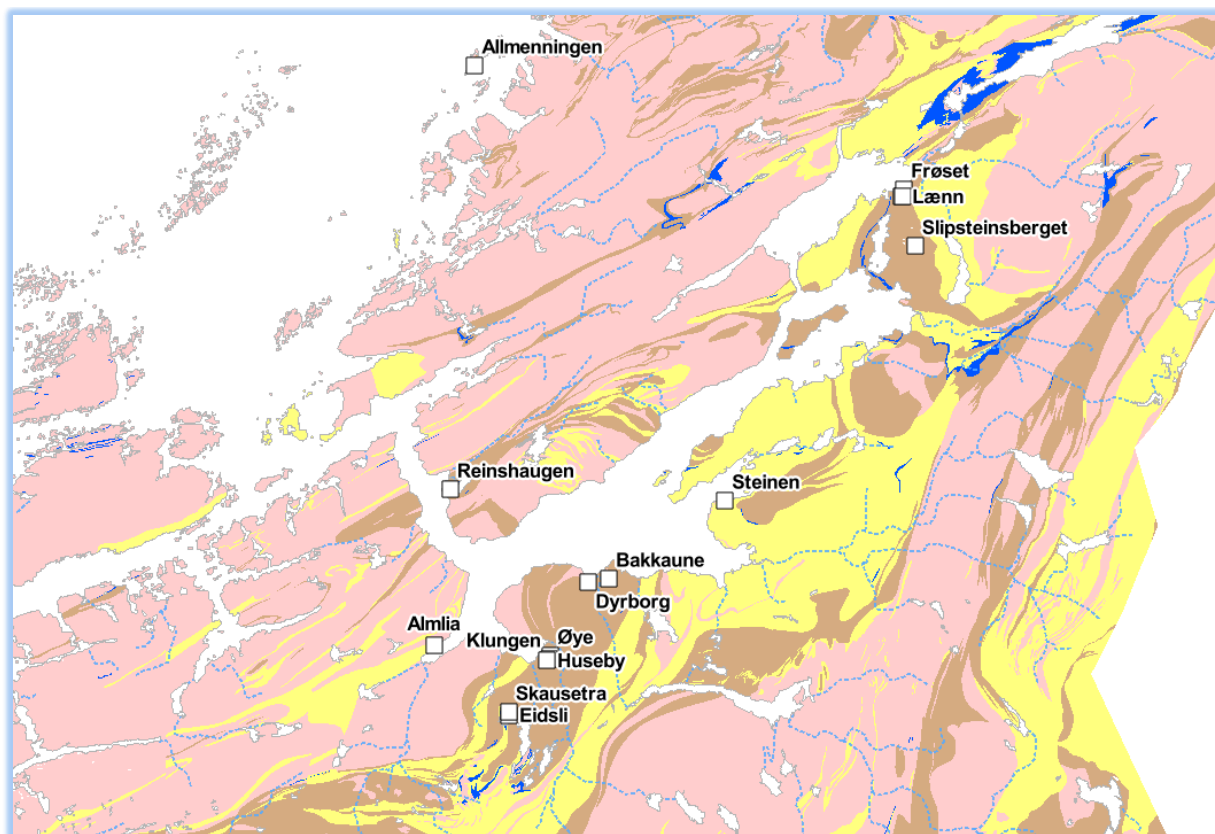 Allmenningen
Frøset
Lænn
Slipsteinsberget
Reinshaugen
Steinen
Bakkaune
Dyrborg
Almlia
Klungen
Øye
Huseby
Skausetra
Eidsli